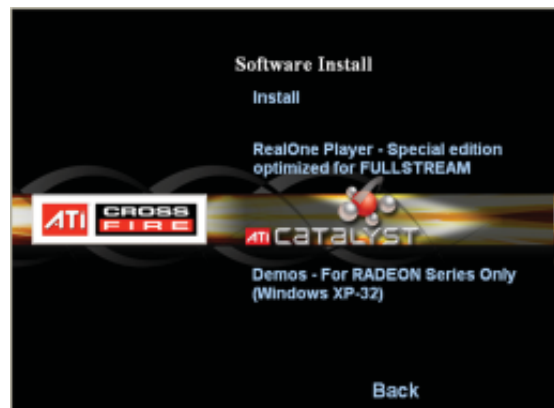 Software Install
Install
RealOne Player - Special edition
optimized for FULLSTREAM
ATI CROSS
FIRE
ATI CATALYST
Demos - For RADEON Series Only
(Windows XP-32)
Back